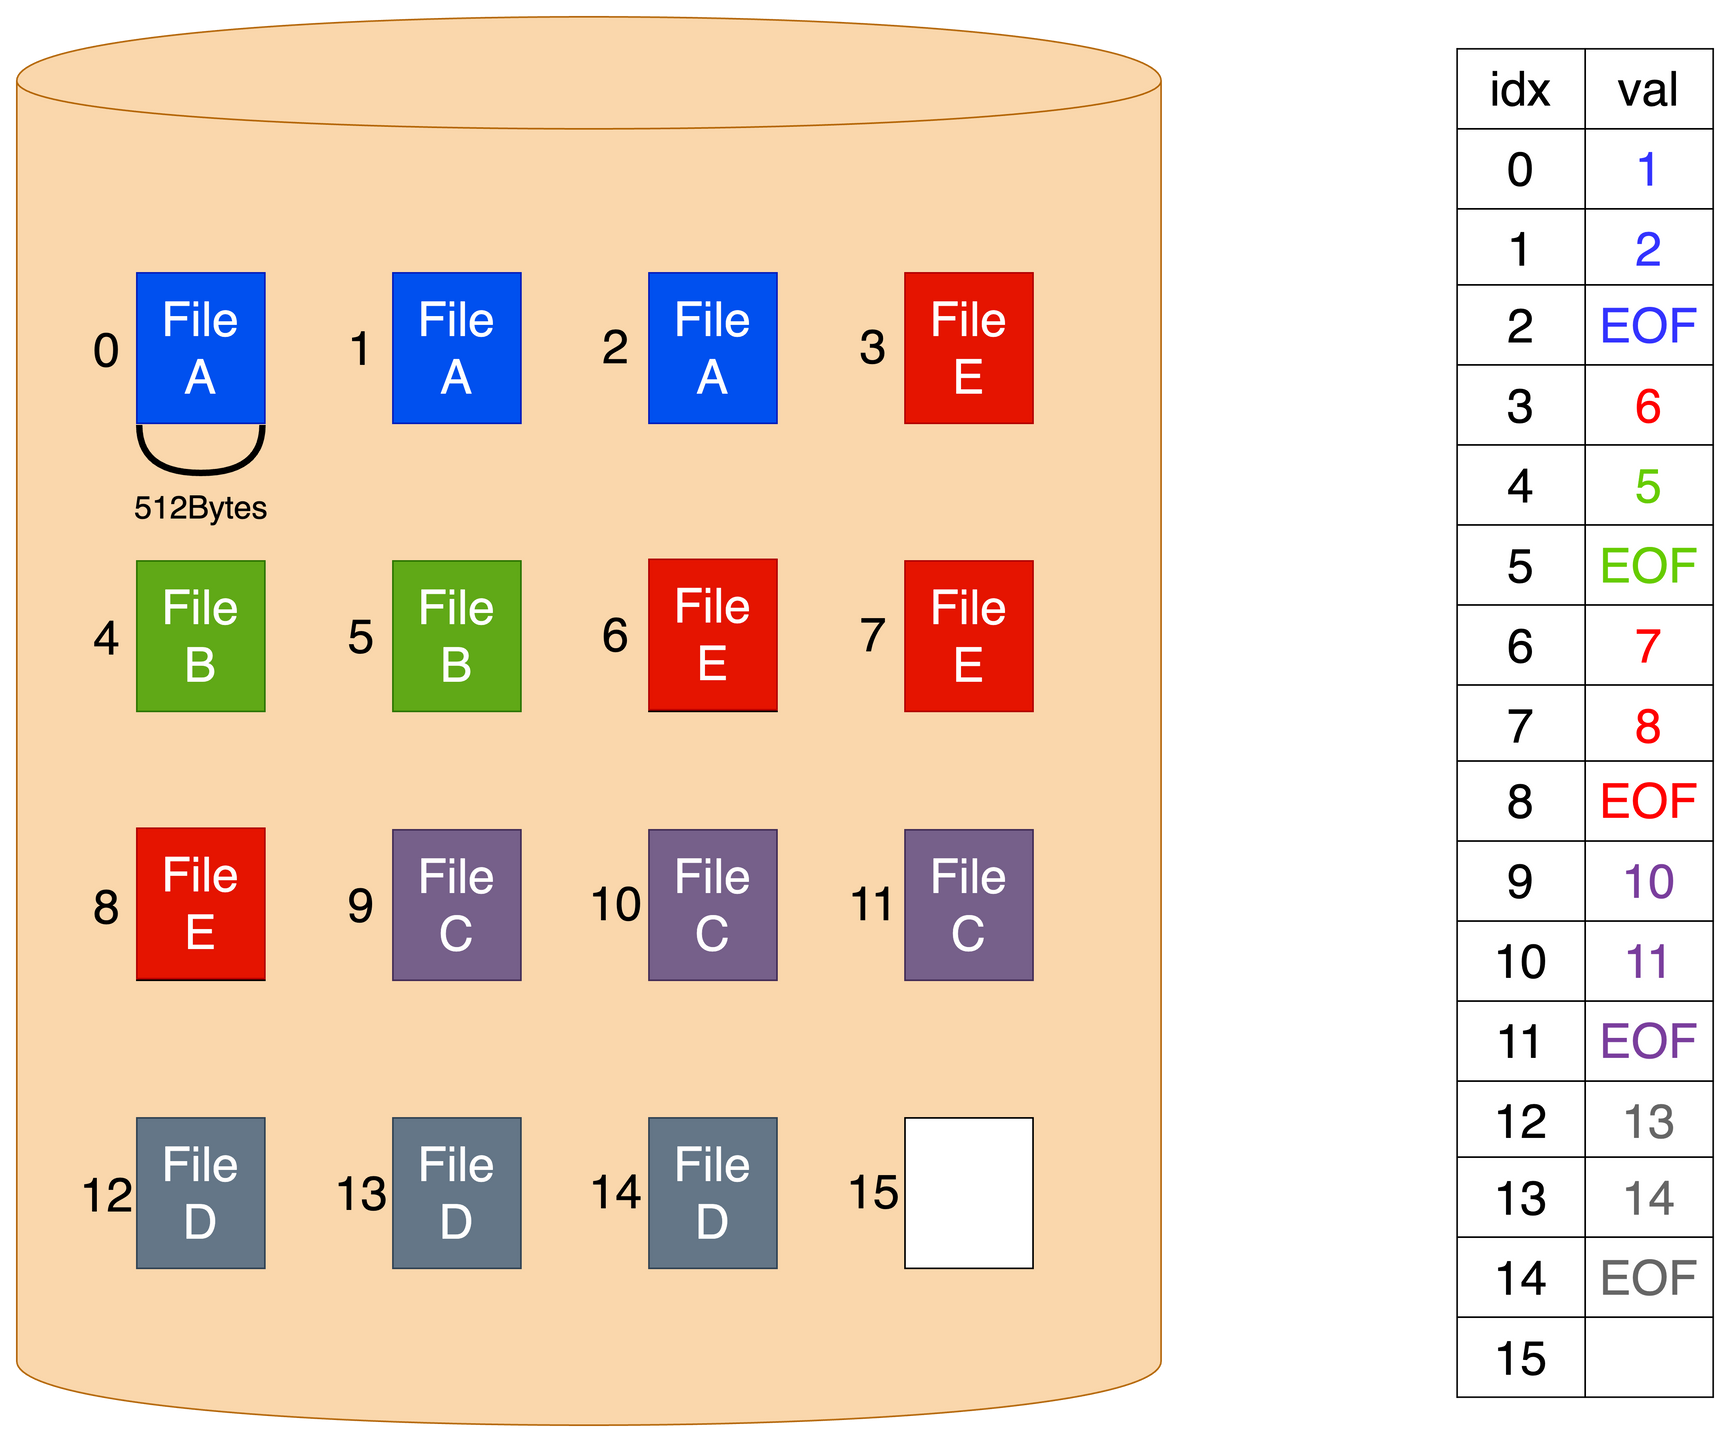 0
File
A
1
File
A
2
File
A
3
File
E
512Bytes
4
File
B
5
File
B
6
File
E
7
File
E
8
File
E
9
File
C
10
File
C
11
File
C
12
File
D
13
File
D
14
File
D
15
idx val
0 1
1 2
2 EOF
3 6
4 5
5 EOF
6 7
7 8
8 EOF
9 10
10 11
11 EOF
12 13
13 14
14 EOF
15